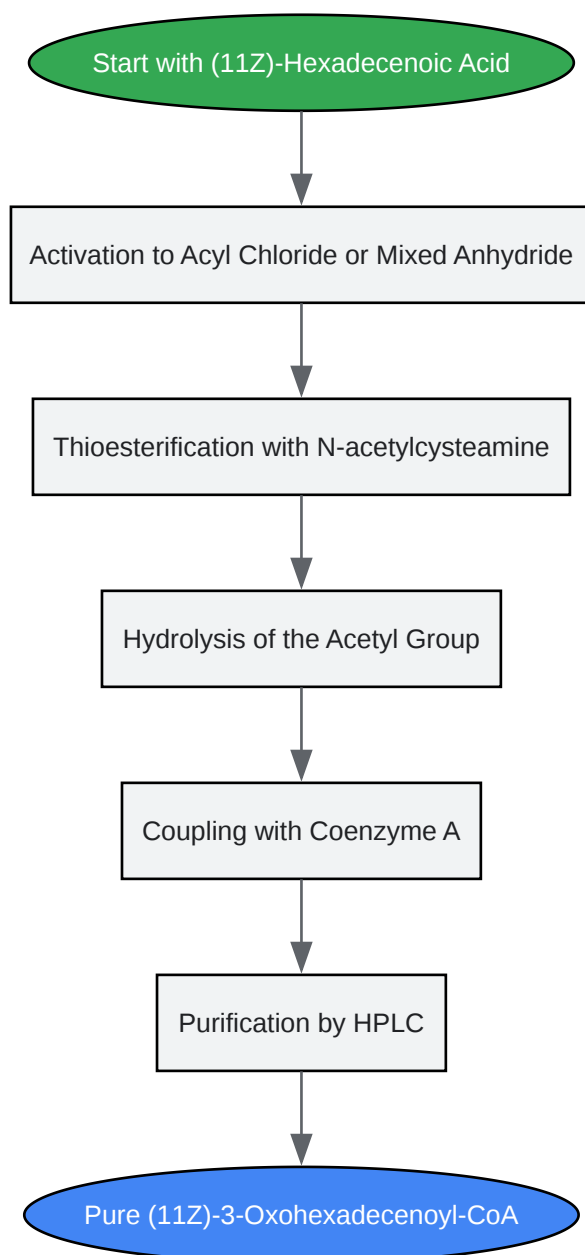 Start with (11Z)-Hexadecenoic Acid
Activation to Acyl Chloride or Mixed Anhydride
Thioesterification with N-acetylcysteamine
Hydrolysis of the Acetyl Group
Coupling with Coenzyme A
Purification by HPLC
Pure (11Z)-3-Oxohexadecenoyl-CoA